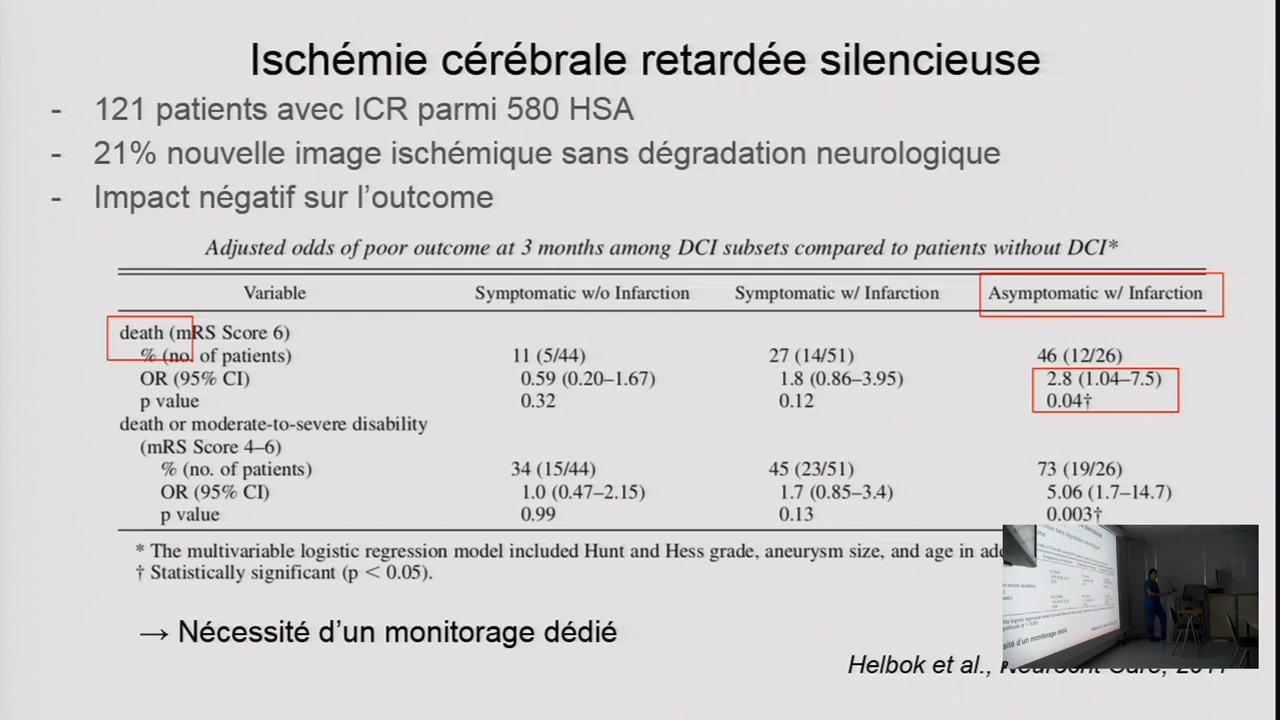 Ischémie cérébrale retardée silencieuse
- 121 patients avec ICR parmi 580 HSA
- 21% nouvelle image ischémique sans dégradation neurologique
- Impact négatif sur l’outcome
Adjusted odds of poor outcome at 3 months among DCI subsets compared to patients without DCI*
Variable Symptomatic w/o Infarction Symptomatic w/ Infarction Asymptomatic w/ Infarction
death (mRS Score 6)
% (no. of patients) 11 (5/44) 27 (14/51) 46 (12/26)
OR (95% CI) 0.59 (0.20–1.67) 1.8 (0.86–3.95) 2.8 (1.04–7.5)
p value 0.32 0.12 0.04†
death or moderate-to-severe disability
(mRS Score 4–6)
% (no. of patients) 34 (15/44) 45 (23/51) 73 (19/26)
OR (95% CI) 1.0 (0.47–2.15) 1.7 (0.85–3.4) 5.06 (1.7–14.7)
p value 0.99 0.13 0.003†
* The multivariable logistic regression model included Hunt and Hess grade, aneurysm size, and age in
† Statistically significant (p < 0.05).
→ Nécessité d’un monitorage dédié
Helbok et al.,
sité d'un monitorage dédié